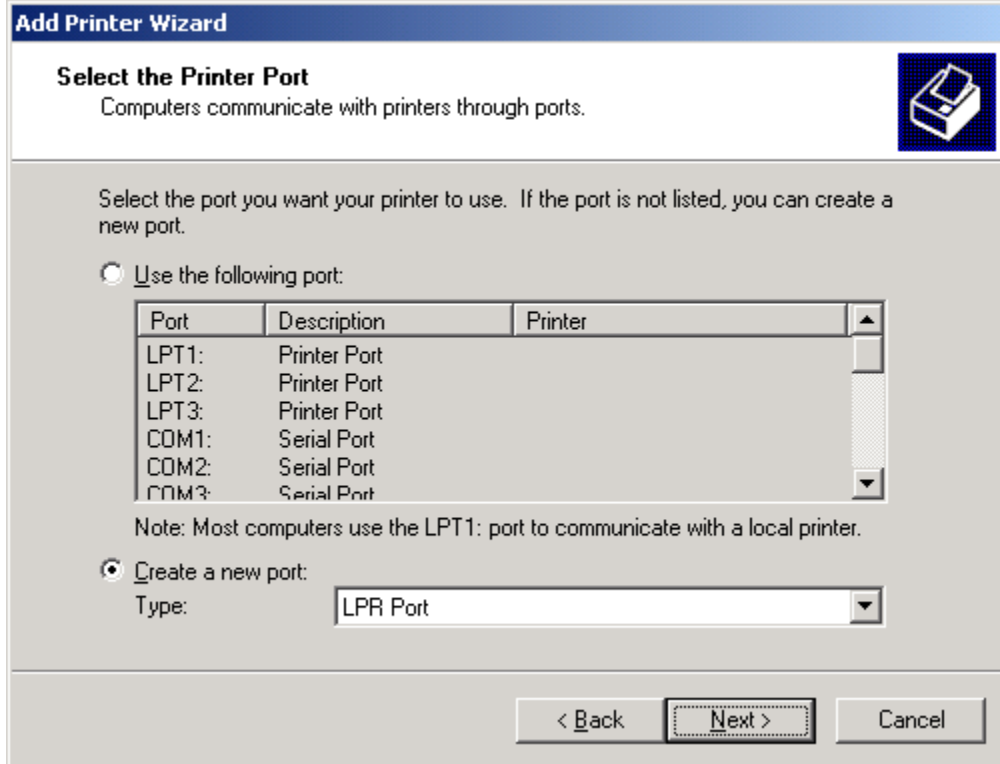 Add Printer Wizard
Select the Printer Port
Computers communicate with printers through ports.
Select the port you want your printer to use.  If the port is not listed, you can create a
new port.
Use the following port:
Port Description Printer
LPT1: Printer Port
LPT2: Printer Port
LPT3: Printer Port
COM1: Serial Port
COM2: Serial Port
COM3: Serial Port
Note: Most computers use the LPT1: port to communicate with a local printer.
Create a new port:
Type: LPR Port
< Back Next > Cancel